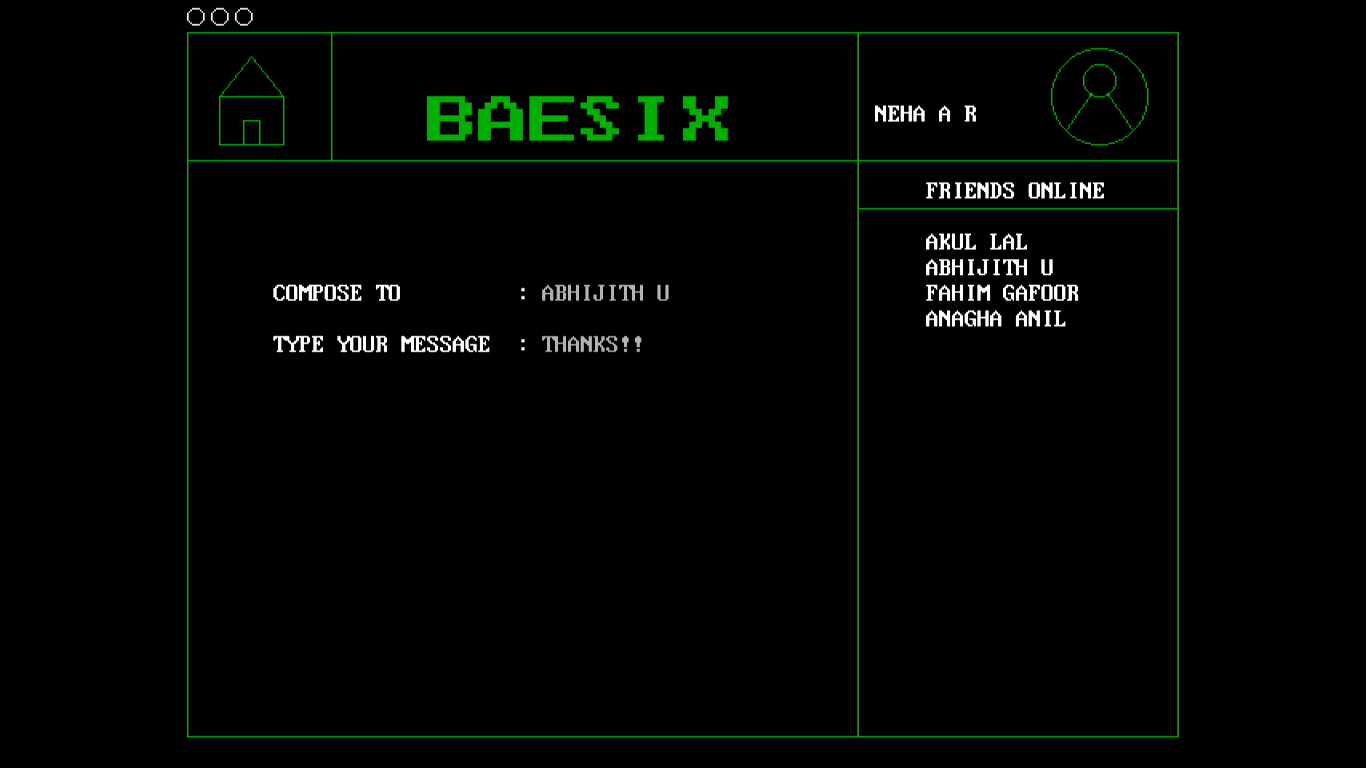 BAESIX
NEHA A R
FRIENDS ONLINE
AKUL LAL
ABHIJITH U
FAHIM GAFOOR
ANAGHA ANIL
COMPOSE TO : ABHIJITH U
TYPE YOUR MESSAGE : THANKS!!